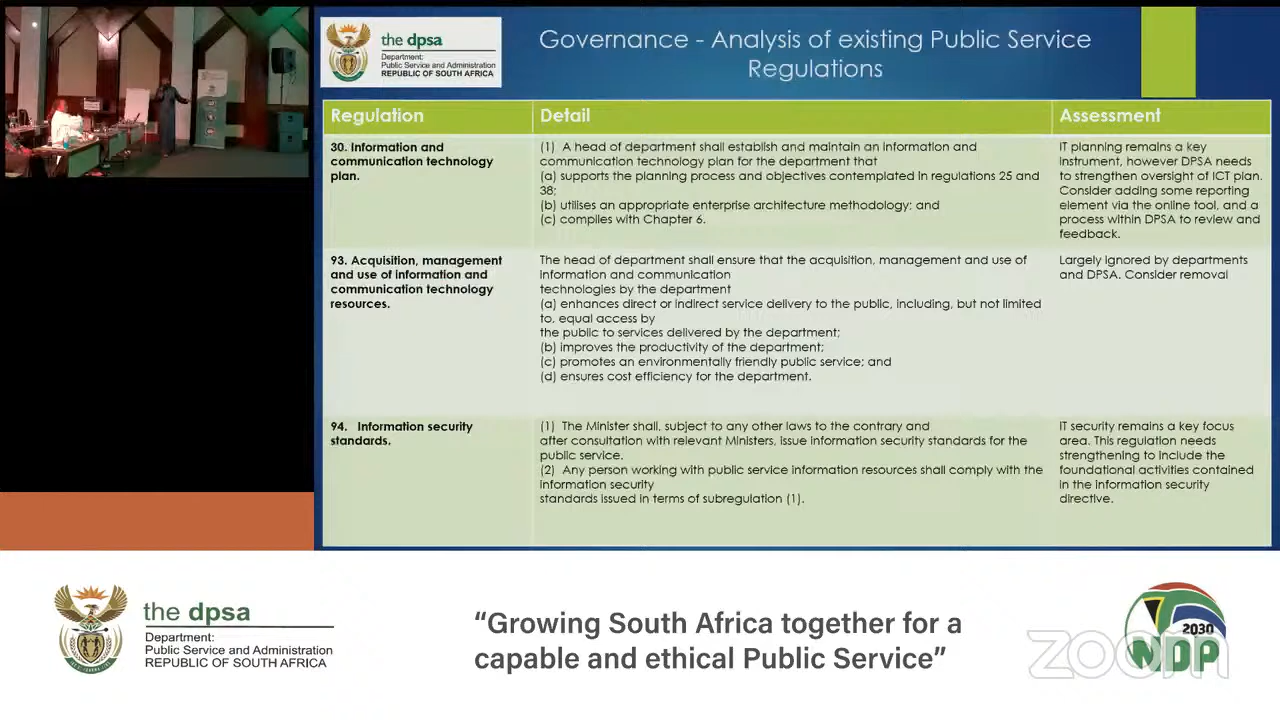 the dpsa
Department:
Public Service and Administration
REPUBLIC OF SOUTH AFRICA
Governance - Analysis of existing Public Service
Regulations
Regulation
Detail
Assessment
30. Information and
communication technology
plan.
(1) A head of department shall establish and maintain an information and
communication technology plan for the department that
(a) supports the planning process and objectives contemplated in regulations 25 and
38;
(b) utilises an appropriate enterprise architecture methodology; and
(c) complies with Chapter 6.
IT planning remains a key
instrument, however DPSA needs
to strengthen oversight of ICT plan.
Consider adding some reporting
element via the online tool, and a
process within DPSA to review and
feedback.
93. Acquisition, management
and use of information and
communication technology
resources.
The head of department shall ensure that the acquisition, management and use of
information and communication
technologies by the department
(a) enhances direct or indirect service delivery to the public, including, but not limited
to, equal access by
the public to services delivered by the department;
(b) improves the productivity of the department;
(c) promotes an environmentally friendly public service; and
(d) ensures cost efficiency for the department.
Largely ignored by departments
and DPSA. Consider removal
94. Information security
standards.
(1) The Minister shall, subject to any other laws to the contrary and
after consultation with relevant Ministers, issue information security standards for the
public service.
(2) Any person working with public service information resources shall comply with the
information security
standards issued in terms of subregulation (1).
IT security remains a key focus
area. This regulation needs
strengthening to include the
foundational activities contained
in the information security
directive.
the dpsa
Department:
Public Service and Administration
REPUBLIC OF SOUTH AFRICA
“Growing South Africa together for a
capable and ethical Public Service”
2030
NDP
zoom